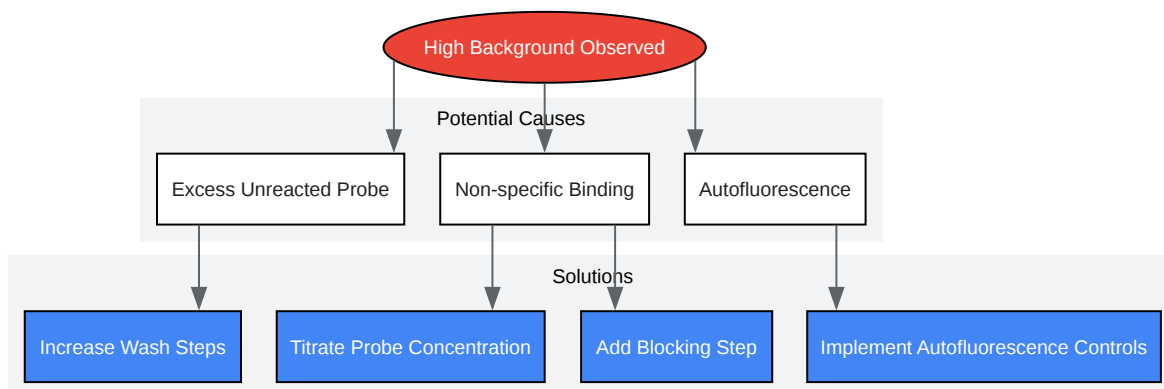 High Background Observed
Potential Causes
Excess Unreacted Probe
Non-specific Binding
Autofluorescence
Solutions
Increase Wash Steps
Titrate Probe Concentration
Add Blocking Step
Implement Autofluorescence Controls